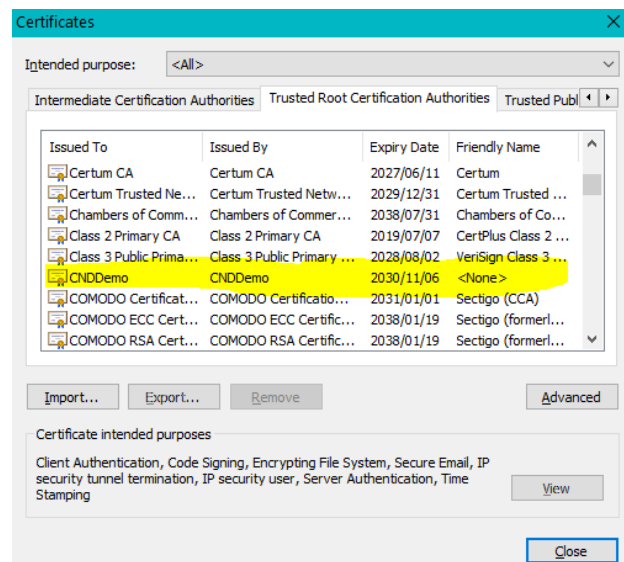 Certificates
Intended purpose: <All>
Intermediate Certification Authorities Trusted Root Certification Authorities Trusted Publ
Issued To Issued By Expiry Date Friendly Name
Certum CA Certum CA 2027/06/11 Certum
Certum Trusted Ne... Certum Trusted Netw... 2029/12/31 Certum Trusted ...
Chambers of Comm... Chambers of Commer... 2038/07/31 Chambers of Co...
Class 2 Primary CA Class 2 Primary CA 2019/07/07 CertPlus Class 2 ...
Class 3 Public Prima... Class 3 Public Primary ... 2028/08/02 VeriSign Class 3 ...
CNDDemo CNDDemo 2030/11/06 <None>
COMODO Certificat... COMODO Certificatio... 2031/01/01 Sectigo (CCA)
COMODO ECC Cert... COMODO ECC Certific... 2038/01/19 Sectigo (formerl...
COMODO RSA Cert... COMODO RSA Certific... 2038/01/19 Sectigo (formerl...
Import... Export... Remove Advanced
Certificate intended purposes
Client Authentication, Code Signing, Encrypting File System, Secure Email, IP
security tunnel termination, IP security user, Server Authentication, Time
Stamping
View
Close